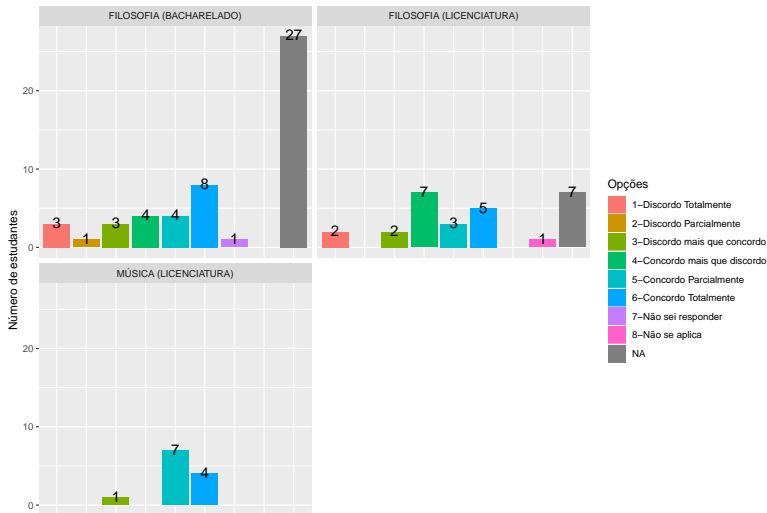 FILOSOFIA (BACHARELADO)
FILOSOFIA (LICENCIATURA)
27
20
10
8
3
1
3
4
4
1
0
7
7
5
3
2
2
1
MÚSICA (LICENCIATURA)
20
10
7
4
1
0
Número de estudantes
Opções
1−Discordo Totalmente
2−Discordo Parcialmente
3−Discordo mais que concordo
4−Concordo mais que discordo
5−Concordo Parcialmente
6−Concordo Totalmente
7−Não sei responder
8−Não se aplica
NA